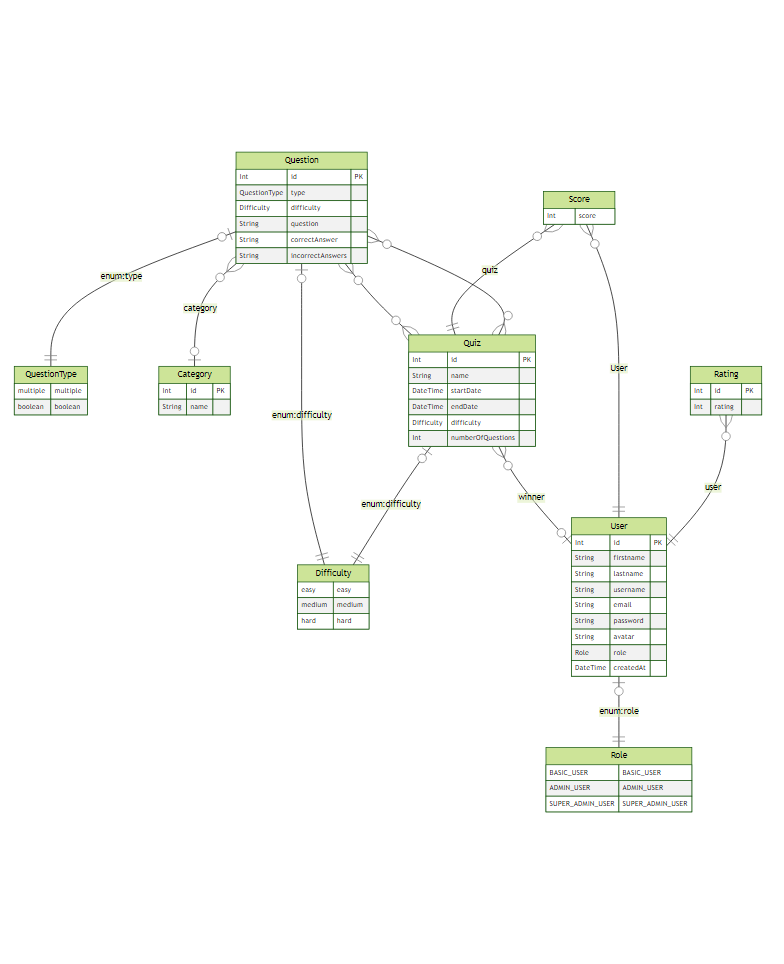 Question
Int id PK
QuestionType type
Difficulty difficulty
String question
String correctAnswer
String incorrectAnswers
Score
Int score
enum:type
quiz
category
Quiz
Int id PK
String name
DateTime startDate
DateTime endDate
Difficulty difficulty
Int numberOfQuestions
User
QuestionType
multiple multiple
boolean boolean
Category
Int id PK
String name
Rating
Int id PK
Int rating
enum:difficulty
enum:difficulty
winner
user
User
Int id PK
String firstname
String lastname
String username
String email
String password
String avatar
Role role
DateTime createdAt
Difficulty
easy easy
medium medium
hard hard
enum:role
Role
BASIC_USER BASIC_USER
ADMIN_USER ADMIN_USER
SUPER_ADMIN_USER SUPER_ADMIN_USER